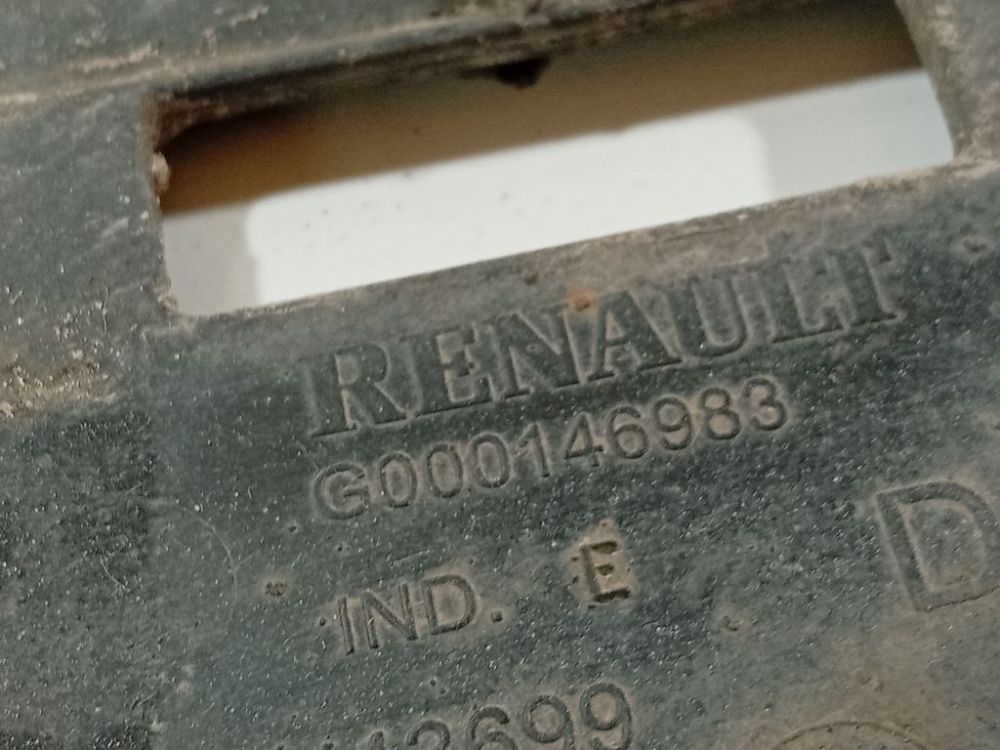 RENAULT
G000146983
IND. E
D